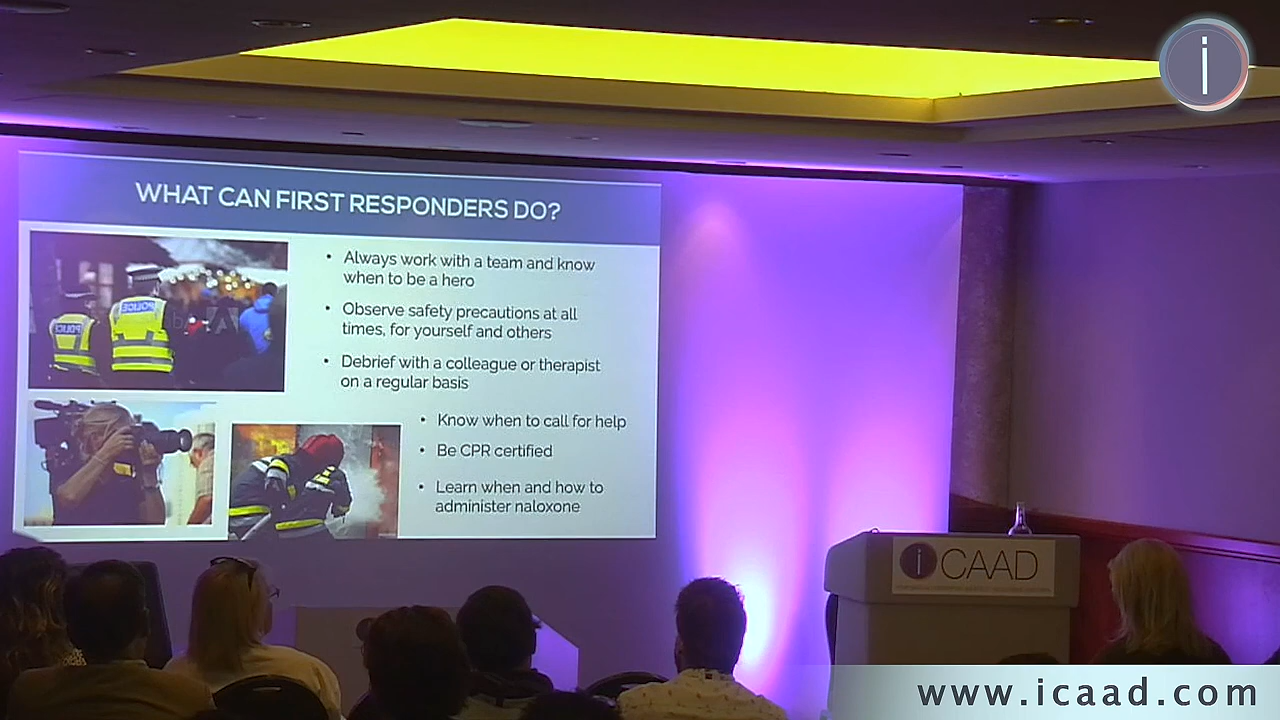 i
WHAT CAN FIRST RESPONDERS DO?
• Always work with a team and know
when to be a hero
• Observe safety precautions at all
times, for yourself and others
• Debrief with a colleague or therapist
on a regular basis
• Know when to call for help
• Be CPR certified
• Learn when and how to
administer naloxone
POLICE
POLICE
iCAAD
www.icaad.com